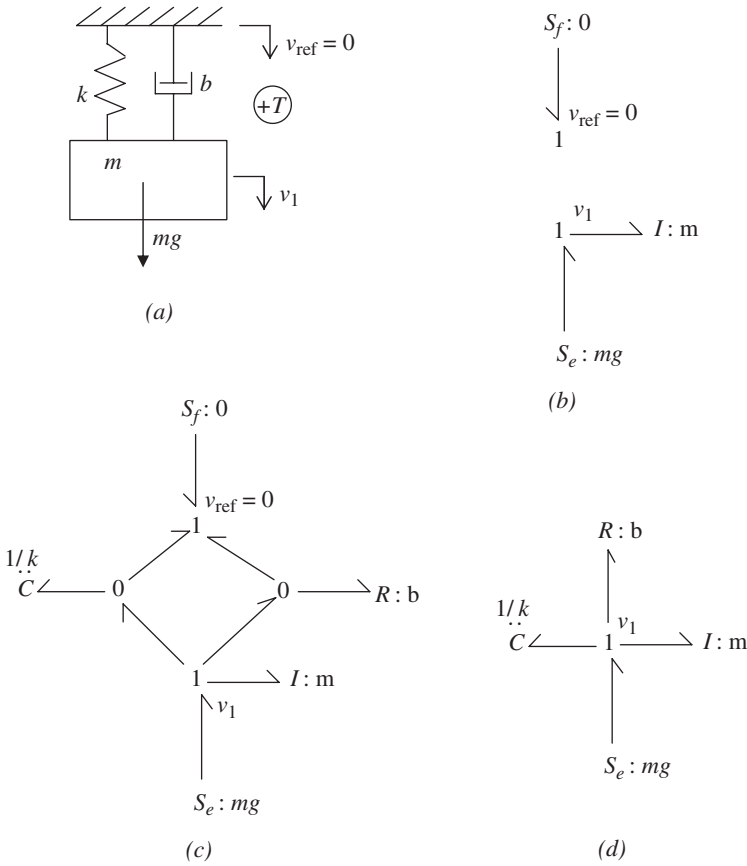 v_ref = 0
k
b
+T
m
v_1
mg
(a)
S_f : 0
v_ref = 0
1
v_1
1
I : m
S_e : mg
(b)
S_f : 0
v_ref = 0
1
1/k
C̈
0
0
R : b
1
I : m
v_1
S_e : mg
(c)
R : b
1/k
C̈
v_1
1
I : m
S_e : mg
(d)